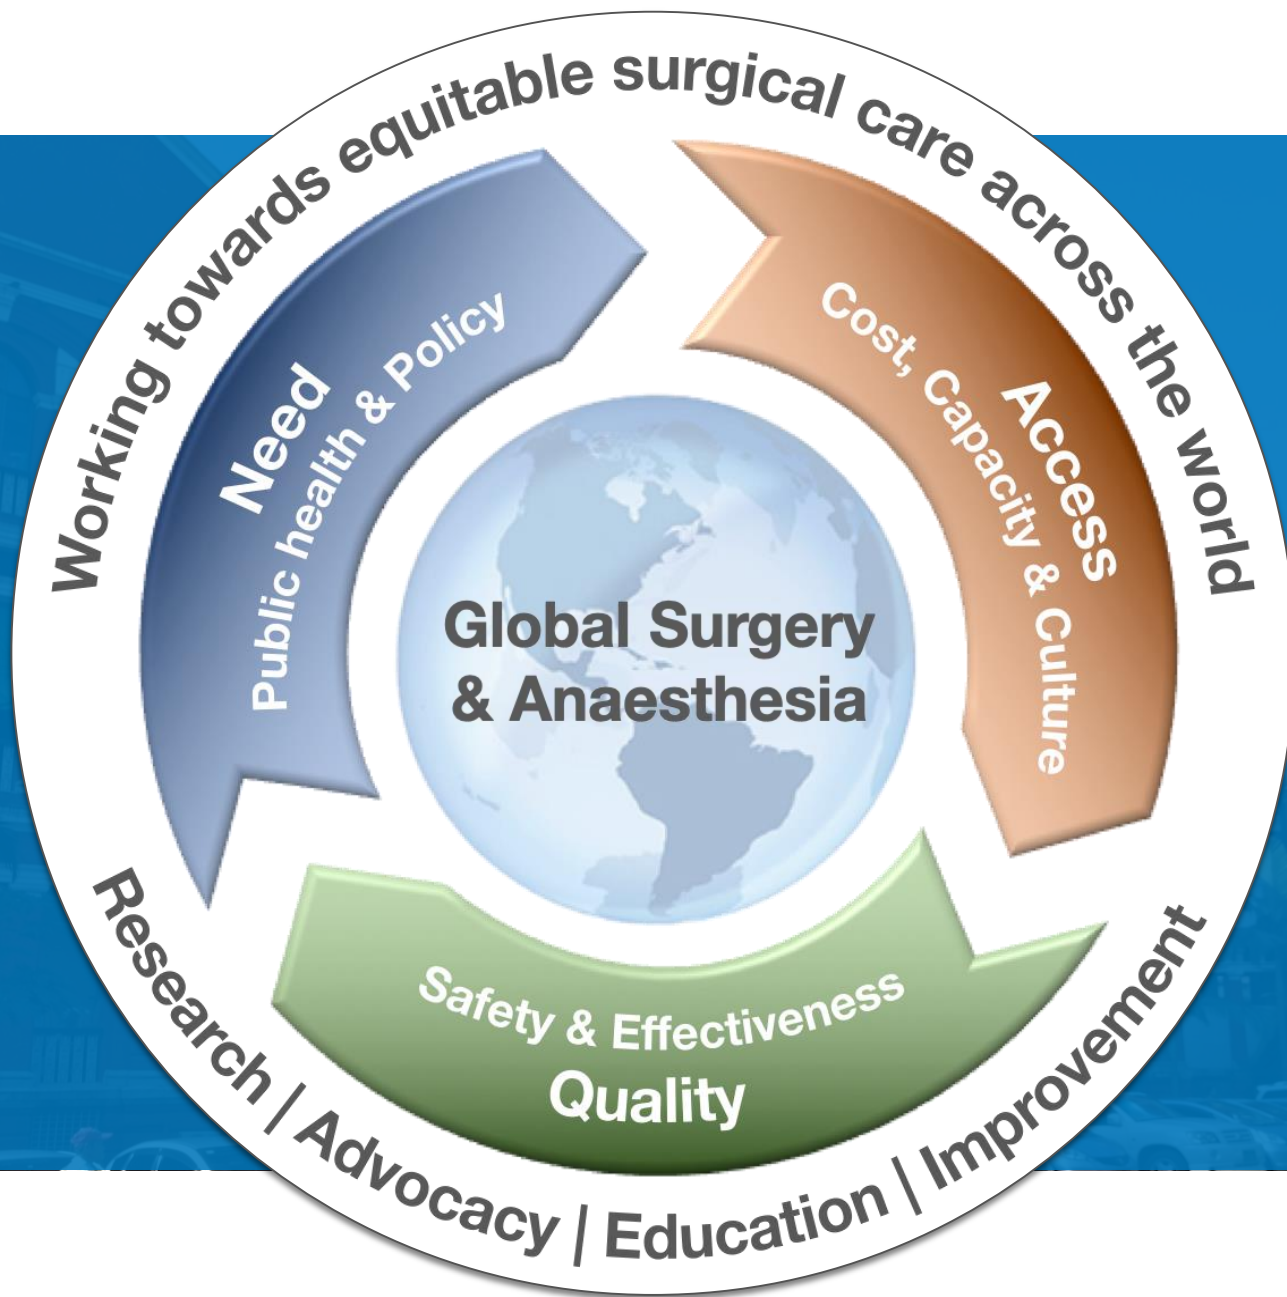 Working towards equitable surgical care across the world
Need
Public health & Policy
Access
Cost, Capacity & Culture
Global Surgery
& Anaesthesia
Safety & Effectiveness
Quality
Research | Advocacy | Education | Improvement